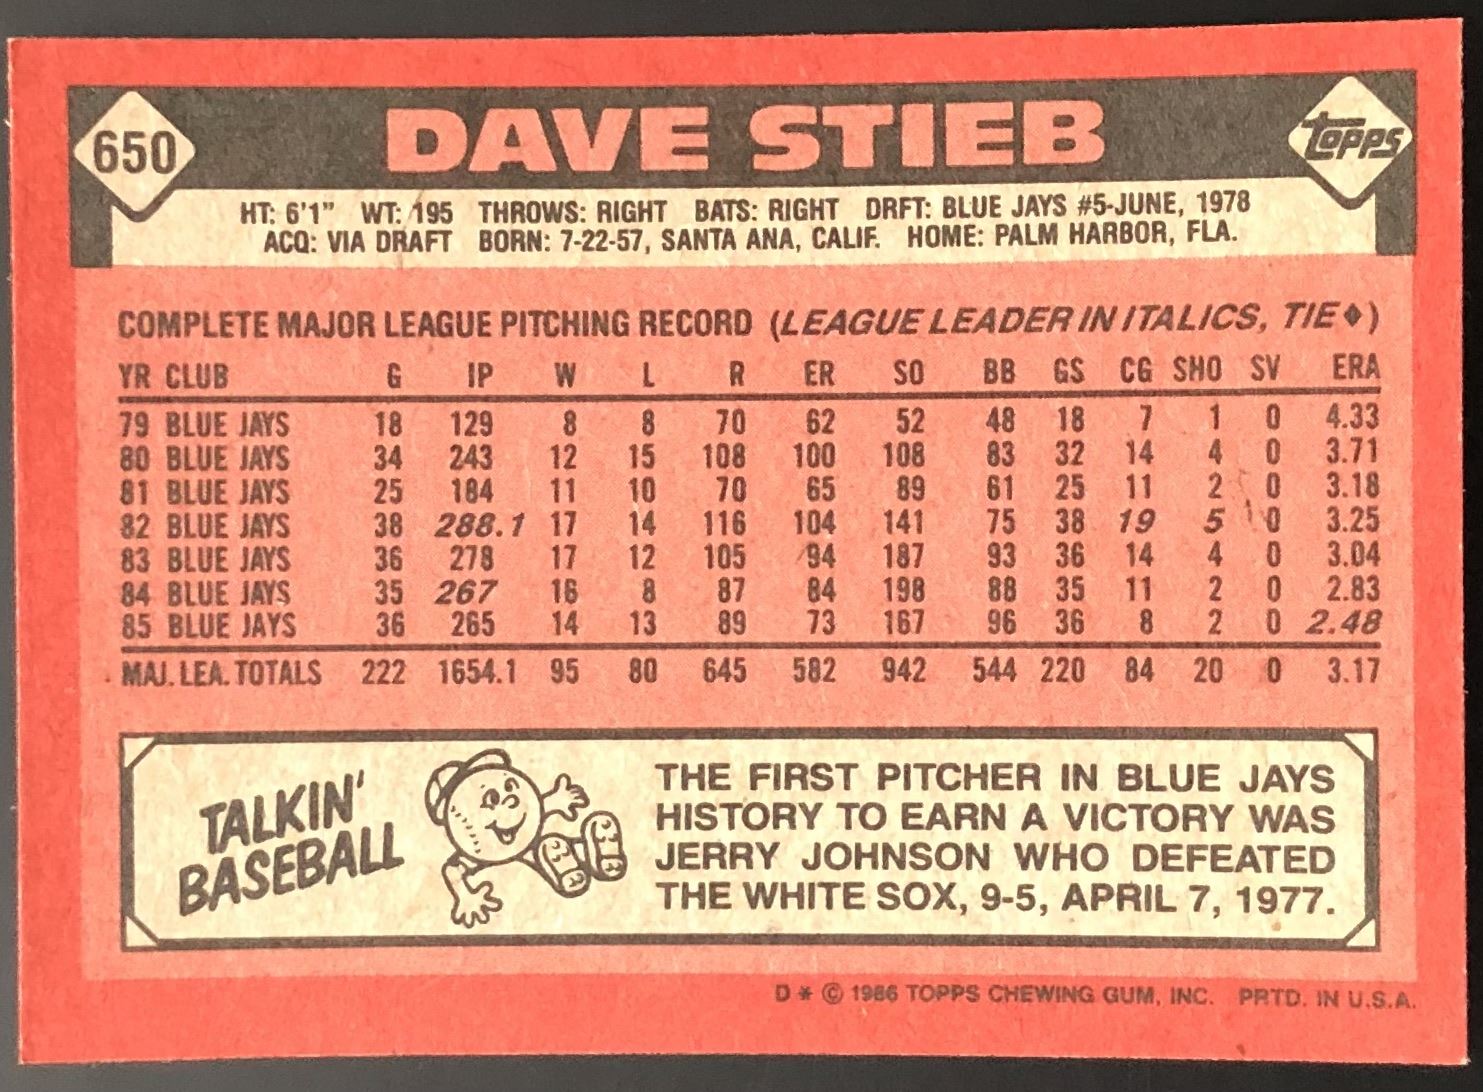 650 DAVE STIEB TOPPS
HT: 6'1" WT: 195 THROWS: RIGHT BATS: RIGHT DRFT: BLUE JAYS #5-JUNE, 1978
ACQ: VIA DRAFT BORN: 7-22-57, SANTA ANA, CALIF. HOME: PALM HARBOR, FLA.
COMPLETE MAJOR LEAGUE PITCHING RECORD (LEAGUE LEADER IN ITALICS, TIE♦)
YR CLUB G IP W L R ER SO BB GS CG SHO SV ERA
79 BLUE JAYS 18 129 8 8 70 62 52 48 18 7 1 0 4.33
80 BLUE JAYS 34 243 12 15 108 100 108 83 32 14 4 0 3.71
81 BLUE JAYS 25 184 11 10 70 65 89 61 25 11 2 0 3.18
82 BLUE JAYS 38 288.1 17 14 116 104 141 75 38 19 5 0 3.25
83 BLUE JAYS 36 278 17 12 105 94 187 93 36 14 4 0 3.04
84 BLUE JAYS 35 267 16 8 87 84 198 88 35 11 2 0 2.83
85 BLUE JAYS 36 265 14 13 89 73 167 96 36 8 2 0 2.48
MAJ. LEA. TOTALS 222 1654.1 95 80 645 582 942 544 220 84 20 0 3.17
TALKIN'
BASEBALL
THE FIRST PITCHER IN BLUE JAYS
HISTORY TO EARN A VICTORY WAS
JERRY JOHNSON WHO DEFEATED
THE WHITE SOX, 9-5, APRIL 7, 1977.
D * © 1986 TOPPS CHEWING GUM, INC. PRTD. IN U.S.A.